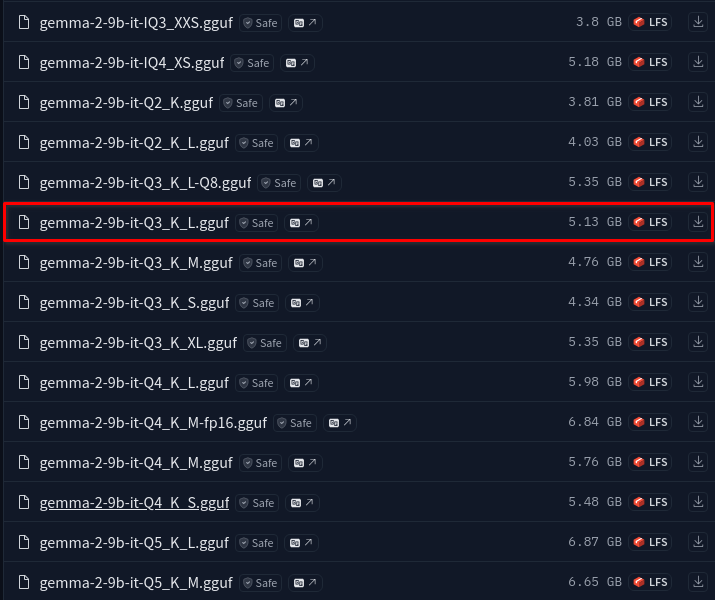 gemma-2-9b-it-IQ3_XXS.gguf Safe 3.8 GB LFS
gemma-2-9b-it-IQ4_XS.gguf Safe 5.18 GB LFS
gemma-2-9b-it-Q2_K.gguf Safe 3.81 GB LFS
gemma-2-9b-it-Q2_K_L.gguf Safe 4.03 GB LFS
gemma-2-9b-it-Q3_K_L-Q8.gguf Safe 5.35 GB LFS
gemma-2-9b-it-Q3_K_L.gguf Safe 5.13 GB LFS
gemma-2-9b-it-Q3_K_M.gguf Safe 4.76 GB LFS
gemma-2-9b-it-Q3_K_S.gguf Safe 4.34 GB LFS
gemma-2-9b-it-Q3_K_XL.gguf Safe 5.35 GB LFS
gemma-2-9b-it-Q4_K_L.gguf Safe 5.98 GB LFS
gemma-2-9b-it-Q4_K_M-fp16.gguf Safe 6.84 GB LFS
gemma-2-9b-it-Q4_K_M.gguf Safe 5.76 GB LFS
gemma-2-9b-it-Q4_K_S.gguf Safe 5.48 GB LFS
gemma-2-9b-it-Q5_K_L.gguf Safe 6.87 GB LFS
gemma-2-9b-it-Q5_K_M.gguf Safe 6.65 GB LFS